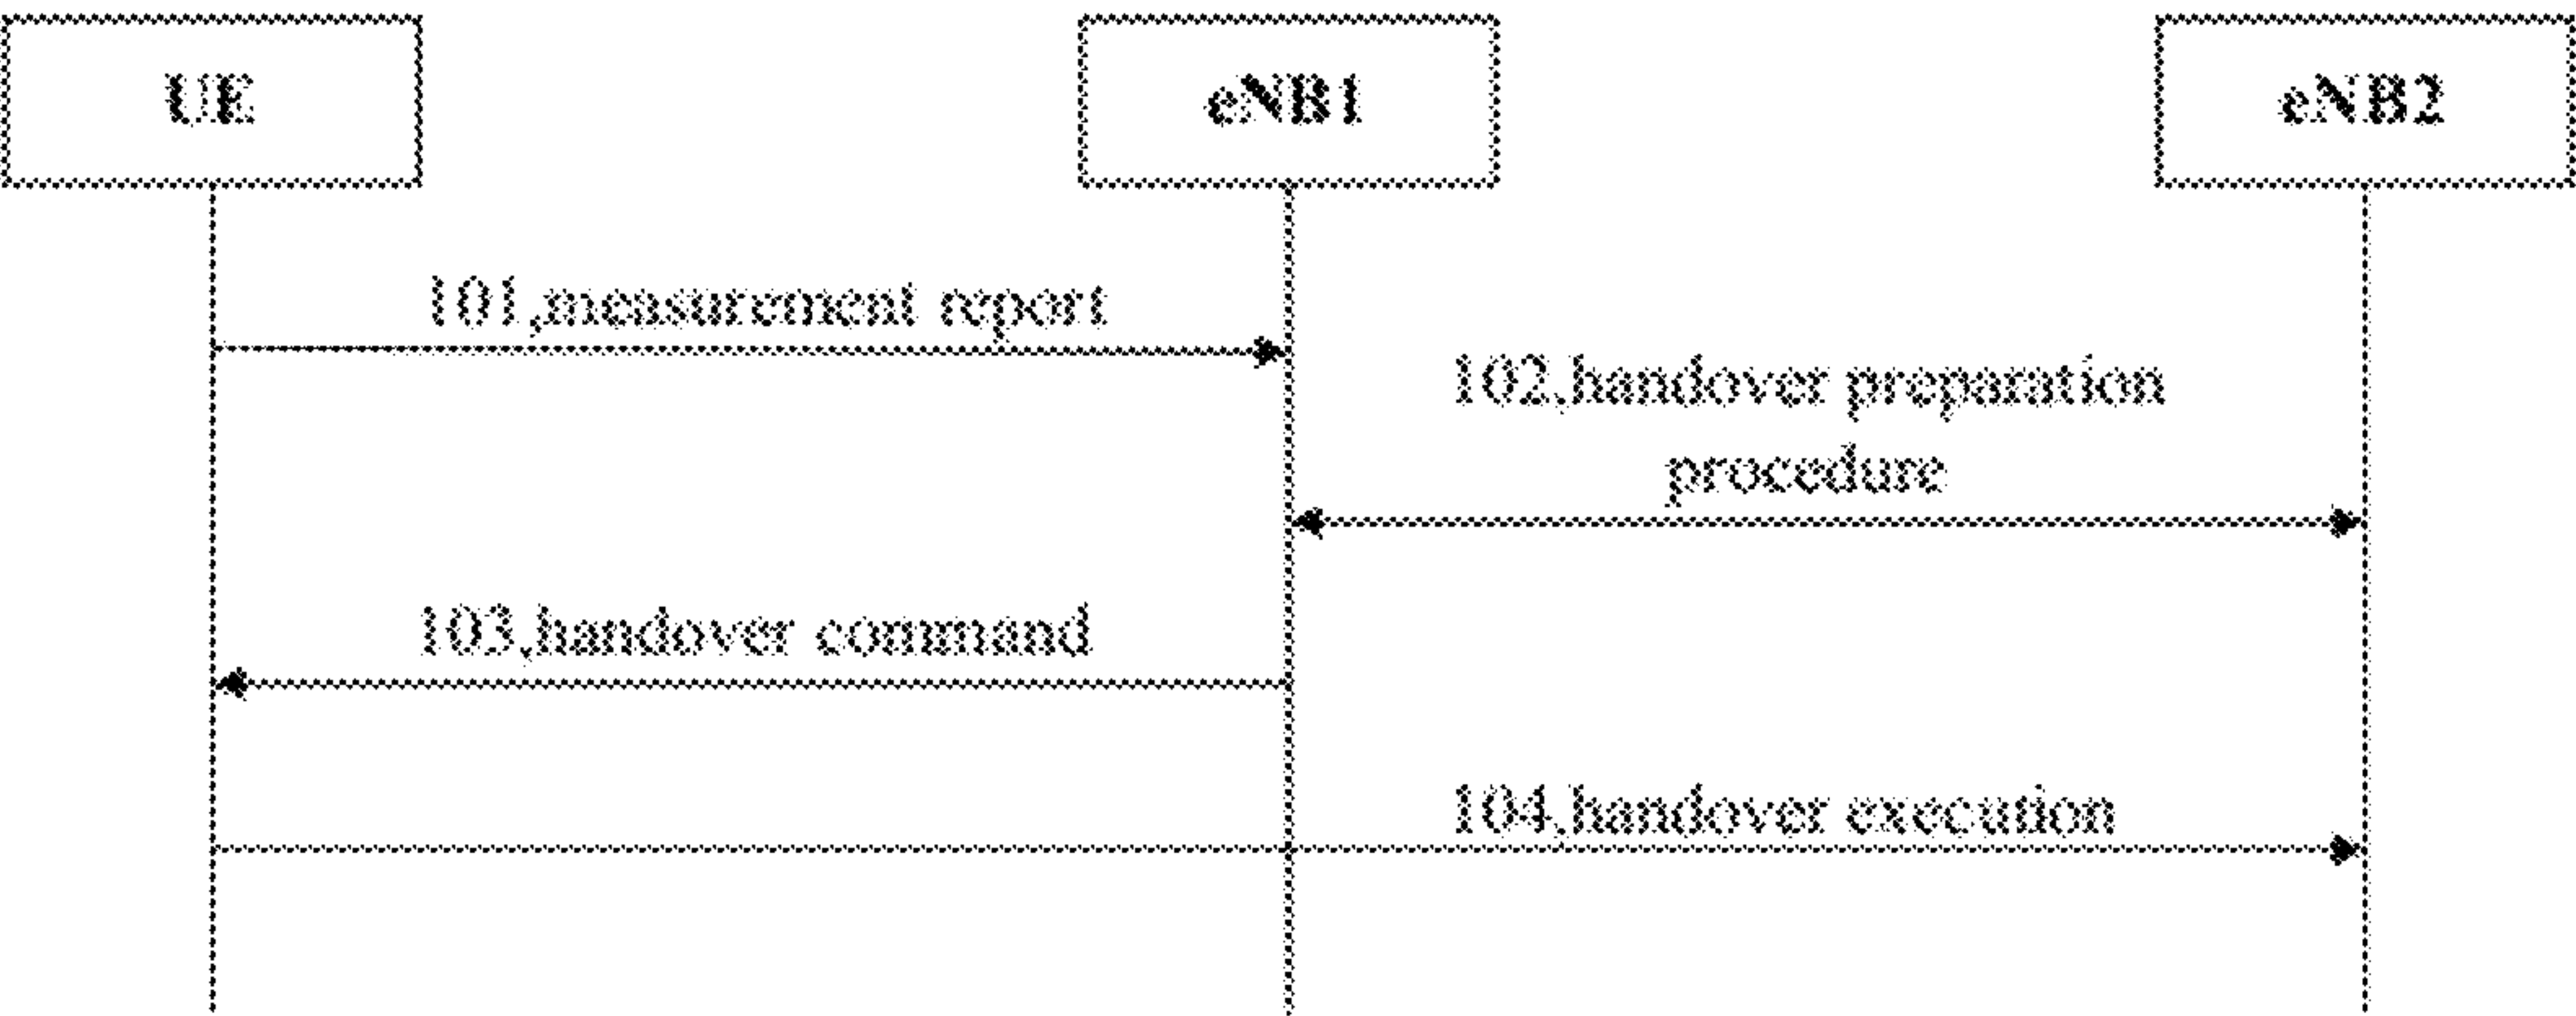 UE
eNB1
eNB2
101,measurement report
102,handover preparation
procedure
103,handover command
104,handover execution